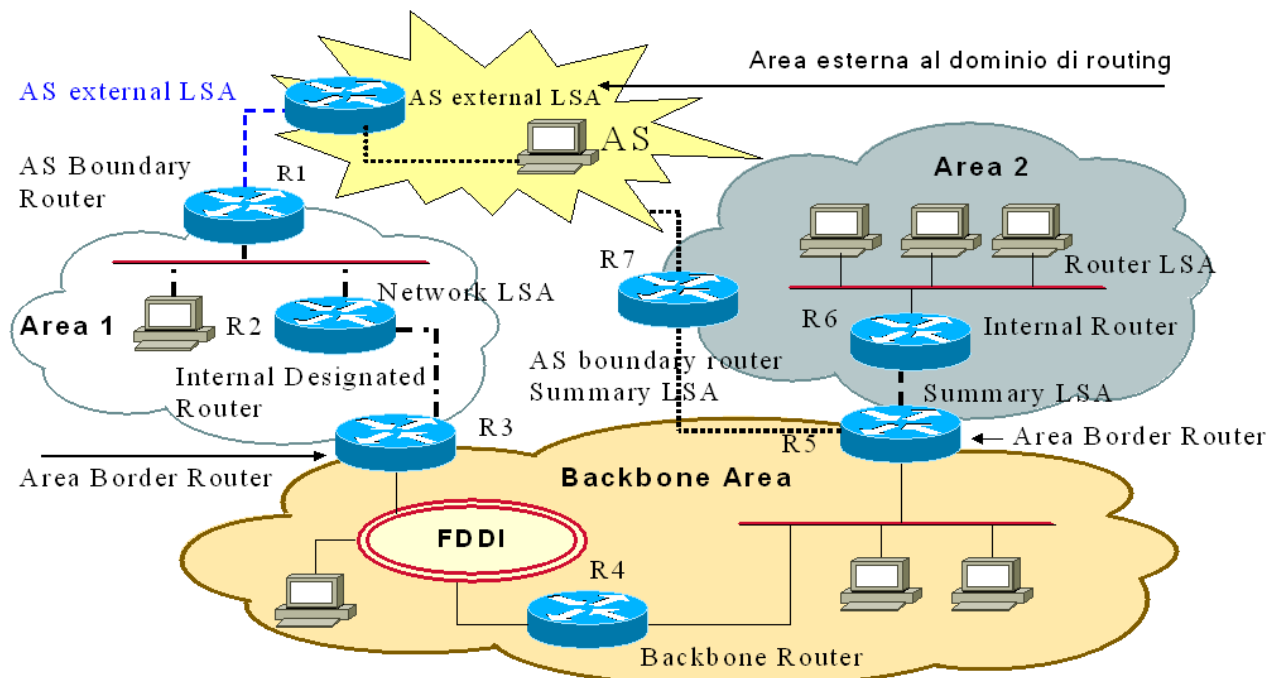 Area esterna al dominio di routing
AS external LSA
AS external LSA
AS
AS Boundary
Router
R1
Area 2
R7
Router LSA
Network LSA
Area 1
R2
R6
Internal Router
Internal Designated
Router
AS boundary router
Summary LSA
Summary LSA
R3
R5
Area Border Router
Area Border Router
Backbone Area
FDDI
R4
Backbone Router